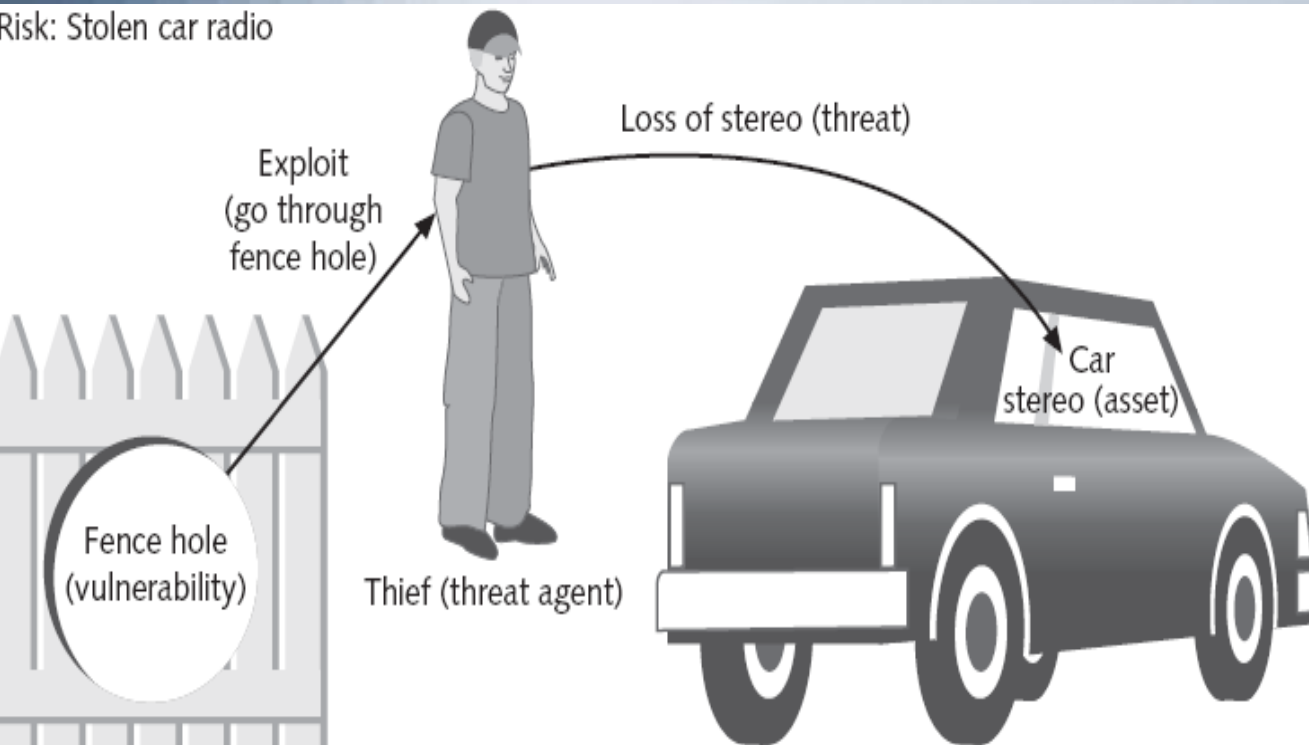 Risk: Stolen car radio
Loss of stereo (threat)
Exploit
(go through
fence hole)
Car
stereo (asset)
Fence hole
(vulnerability)
Thief (threat agent)